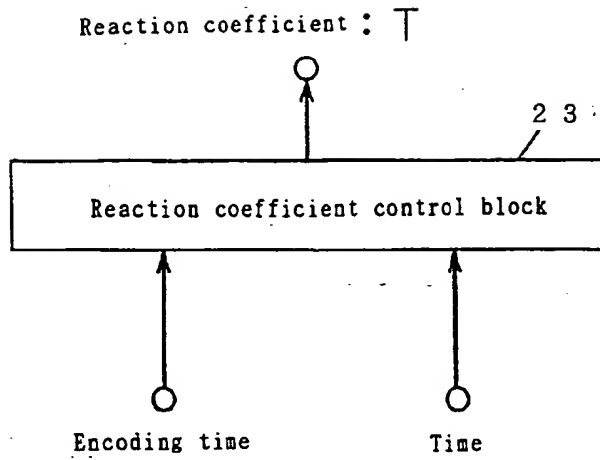 Reaction coefficient : T
2 3
Reaction coefficient control block
Encoding time Time